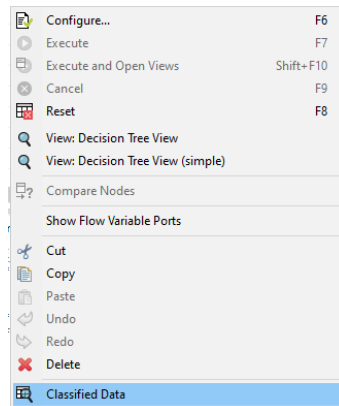 Configure... F6
Execute F7
Execute and Open Views Shift+F10
Cancel F9
Reset F8
View: Decision Tree View
View: Decision Tree View (simple)
Compare Nodes
Show Flow Variable Ports
Cut
Copy
Paste
Undo
Redo
Delete
Classified Data